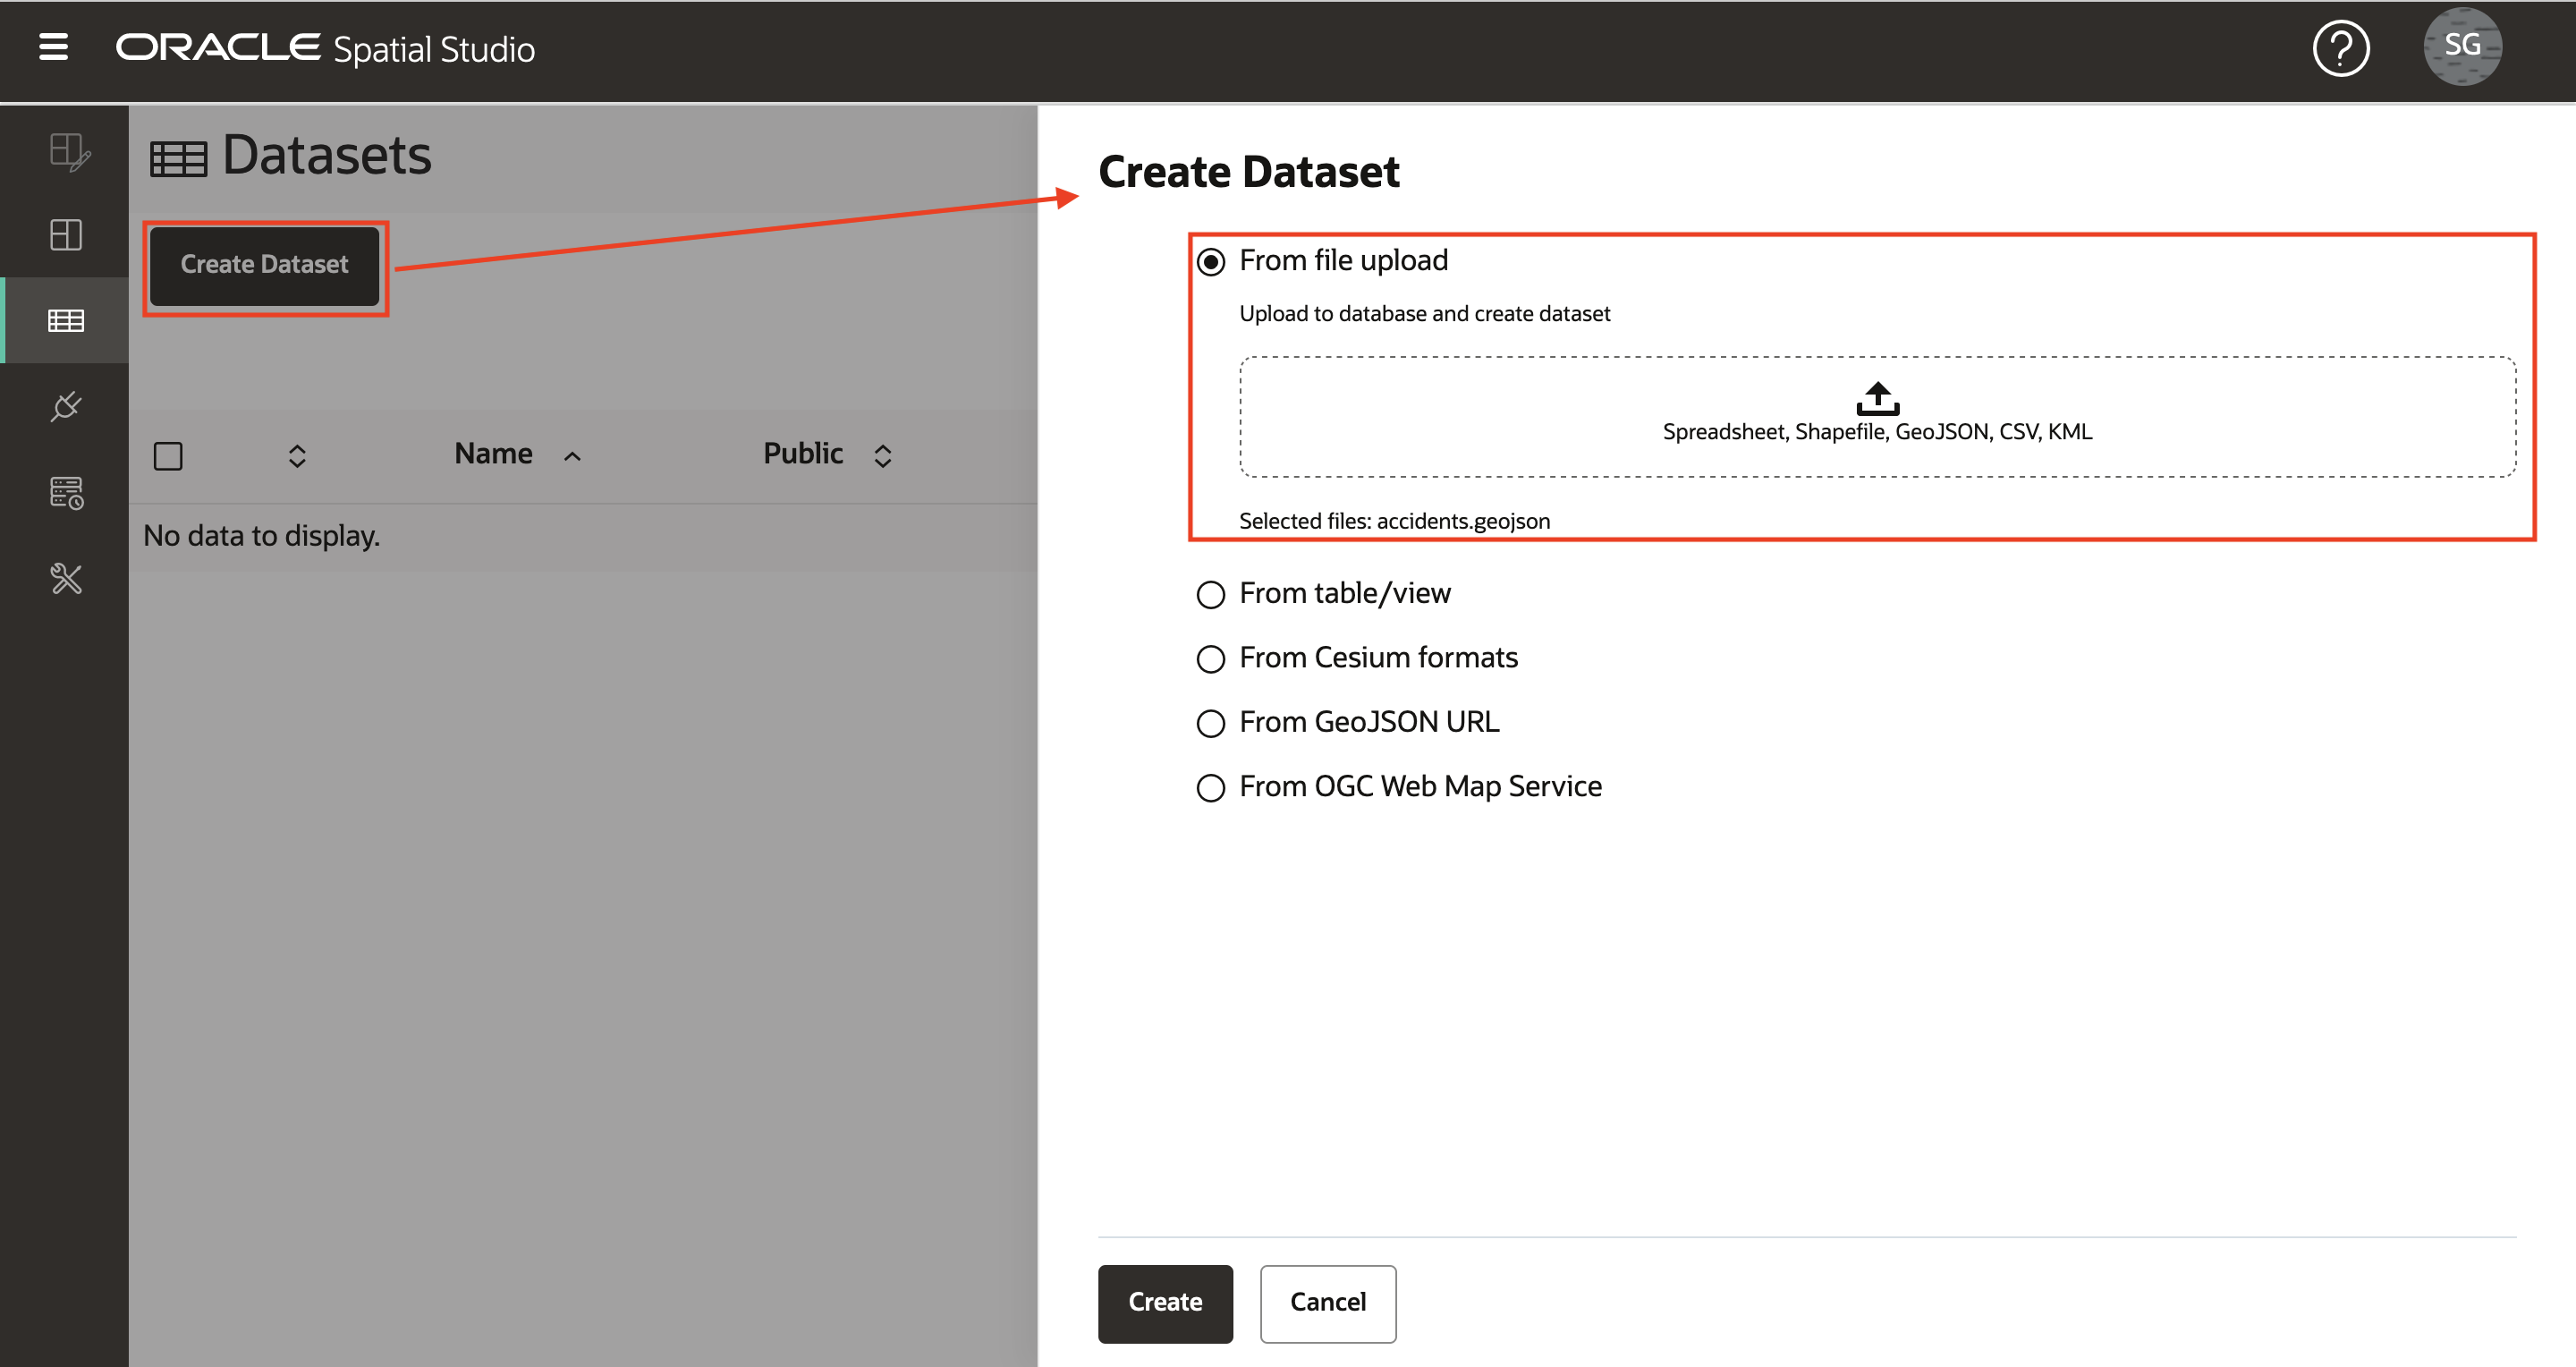 ORACLE Spatial Studio
?
SG
Datasets
Create Dataset
Name
Public
No data to display.
Create Dataset
From file upload
Upload to database and create dataset
Spreadsheet, Shapefile, GeoJSON, CSV, KML
Selected files: accidents.geojson
From table/view
From Cesium formats
From GeoJSON URL
From OGC Web Map Service
Create
Cancel